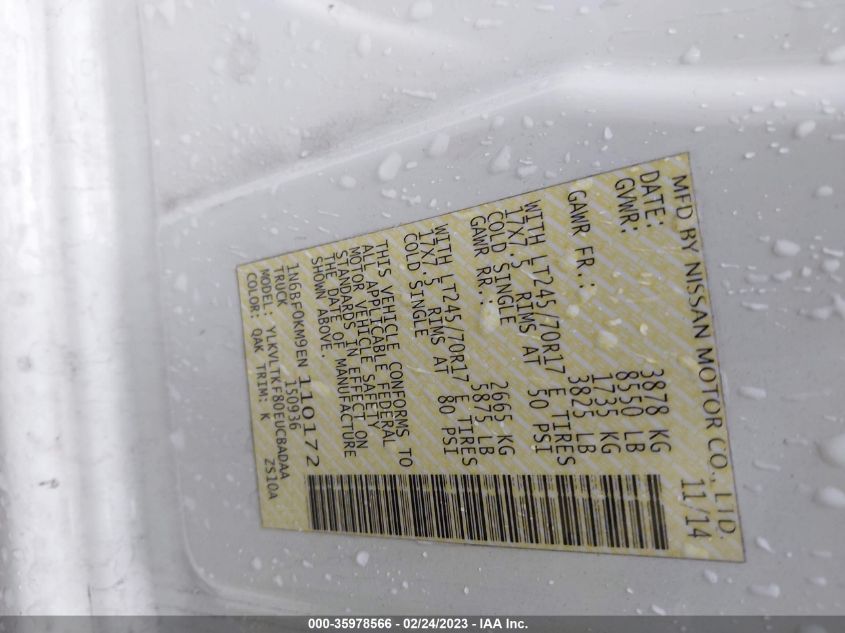 MFD BY NISSAN MOTOR CO., LTD.
DATE: 11/14
GVWR: 3878 KG
8550 LB
GAWR FR.: 1735 KG
3825 LB
WITH LT245/70R17 E TIRES
17X7.5 RIMS AT 50 PSI
COLD SINGLE
GAWR RR.: 2665 KG
5875 LB
WITH LT245/70R17 E TIRES
17X7.5 RIMS AT 80 PSI
COLD SINGLE
THIS VEHICLE CONFORMS TO
ALL APPLICABLE FEDERAL
MOTOR VEHICLE SAFETY
STANDARDS IN EFFECT ON
THE DATE OF MANUFACTURE
SHOWN ABOVE.
1N6BF0KM9EN110172
TRUCK 150936
MODEL: YLKVLTKF80EUCBADAA
COLOR: QAK TRIM: K ZS10A
000-35978566 - 02/24/2023 - IAA Inc.